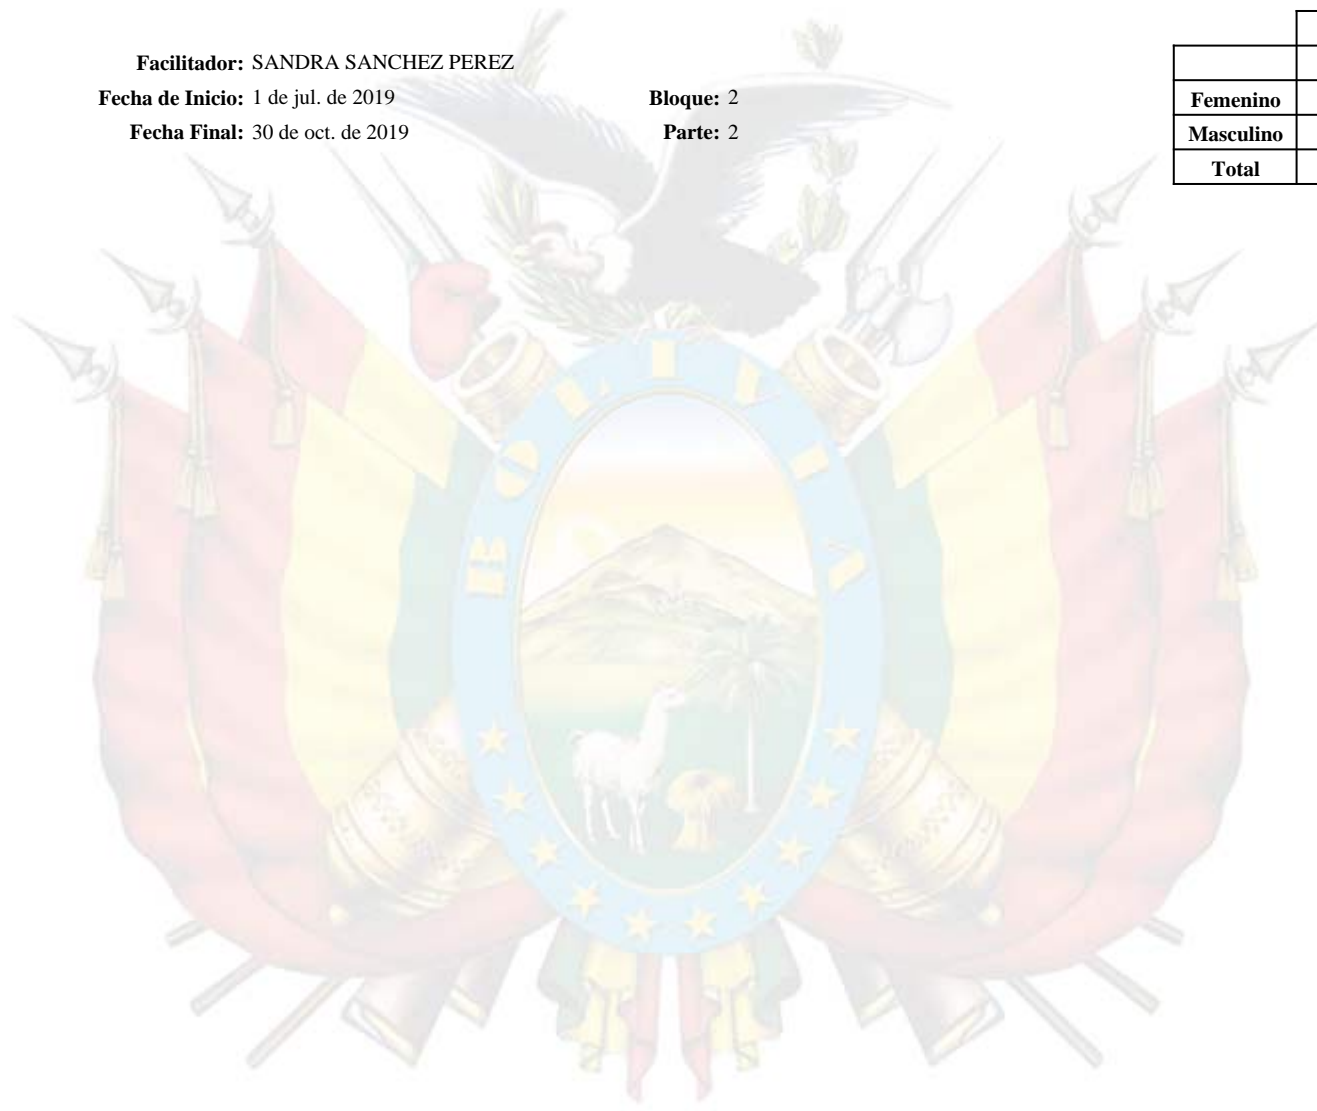 Facilitador: SANDRA SANCHEZ PEREZ
Fecha de Inicio: 1 de jul. de 2019 Bloque: 2
Fecha Final: 30 de oct. de 2019 Parte: 2
Femenino
Masculino
Total
BOLIVIA